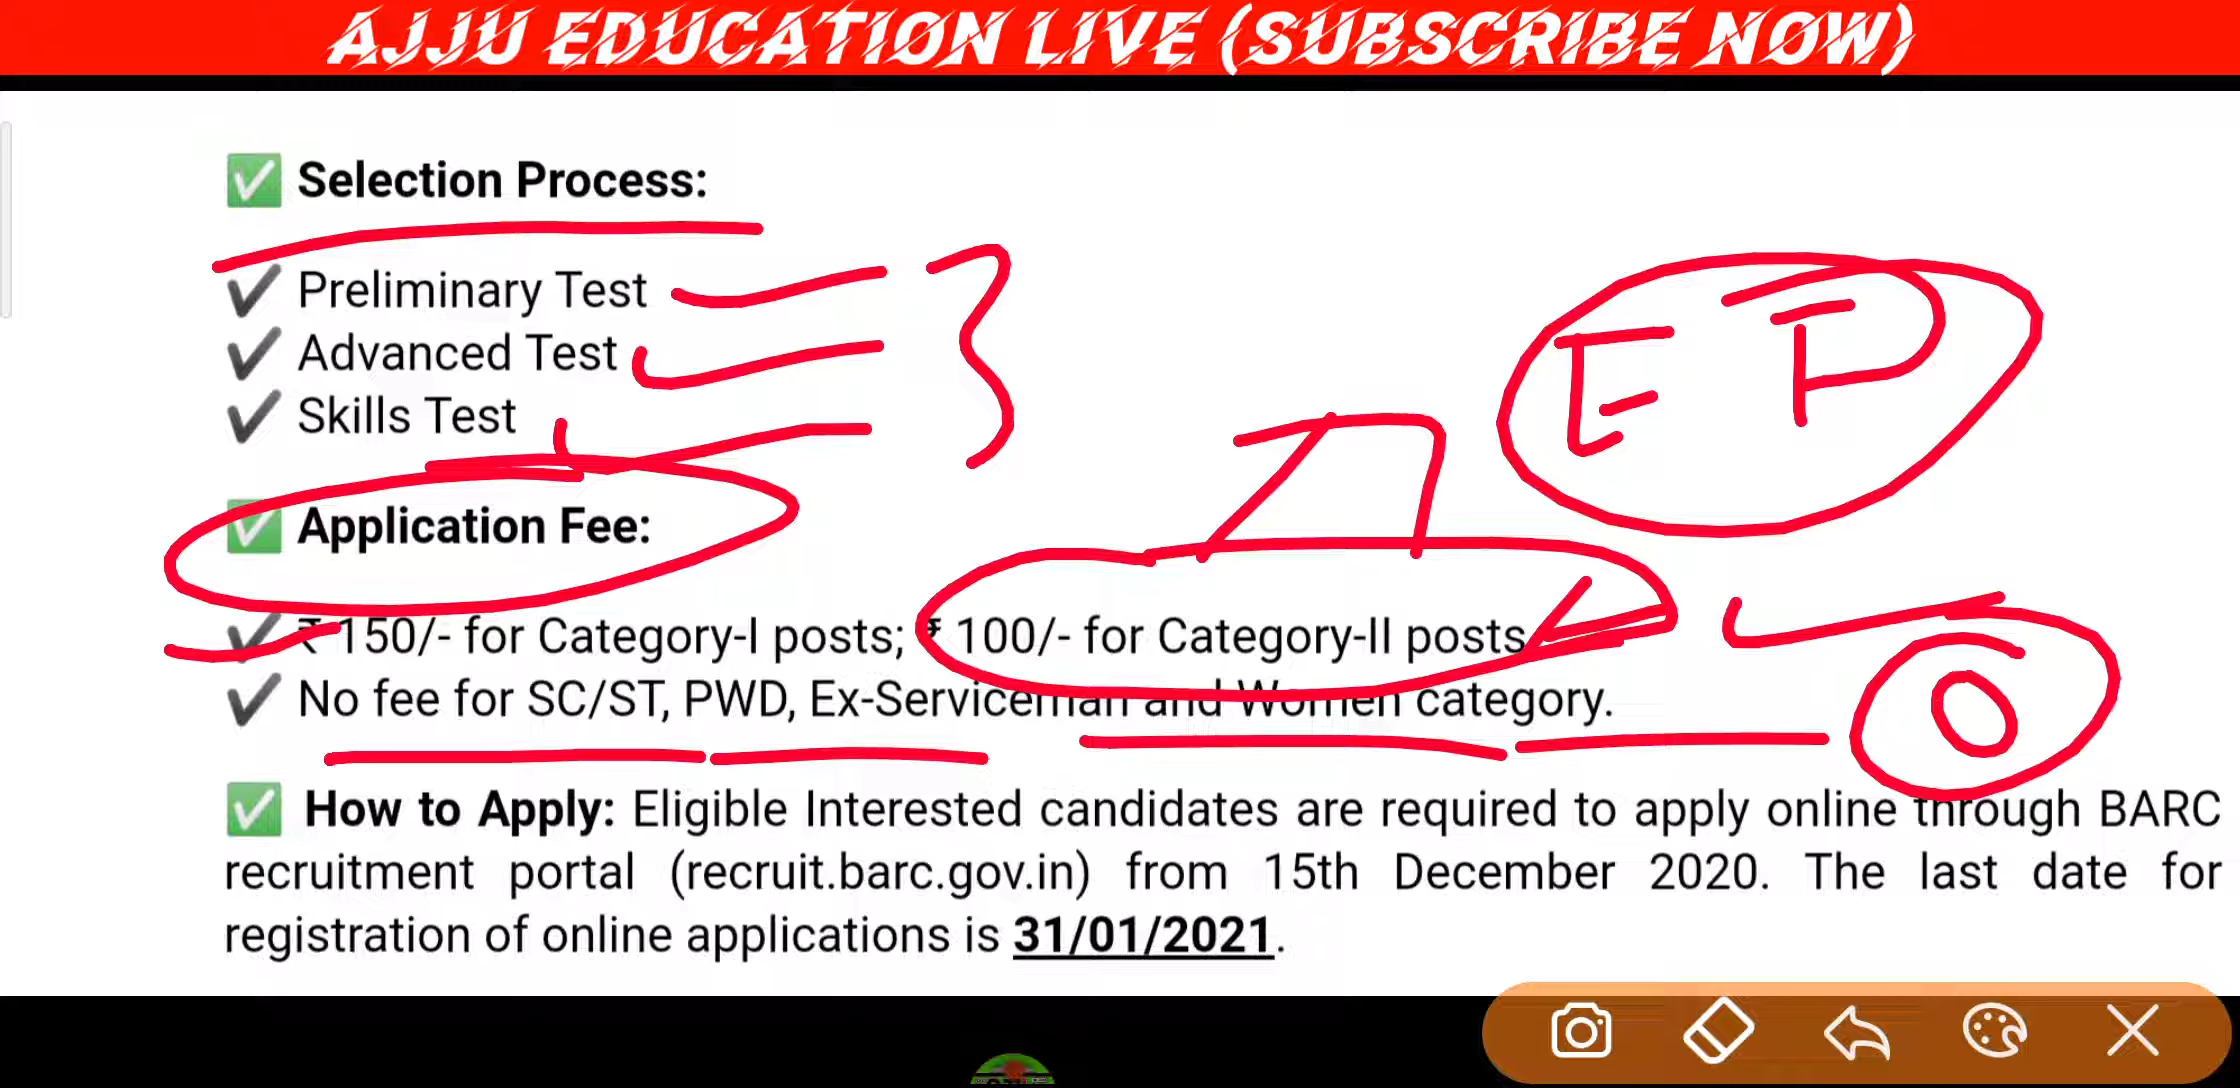 AJJU EDUCATION LIVE (SUBSCRIBE NOW)
✅ Selection Process:
✔ Preliminary Test
✔ Advanced Test
✔ Skills Test
E P
✅ Application Fee:
✔ ₹ 150/- for Category-I posts; ₹ 100/- for Category-II posts
✔ No fee for SC/ST, PWD, Ex-Serviceman and Women category.
0
✅ How to Apply: Eligible Interested candidates are required to apply online through BARC
recruitment portal (recruit.barc.gov.in) from 15th December 2020. The last date for
registration of online applications is 31/01/2021.